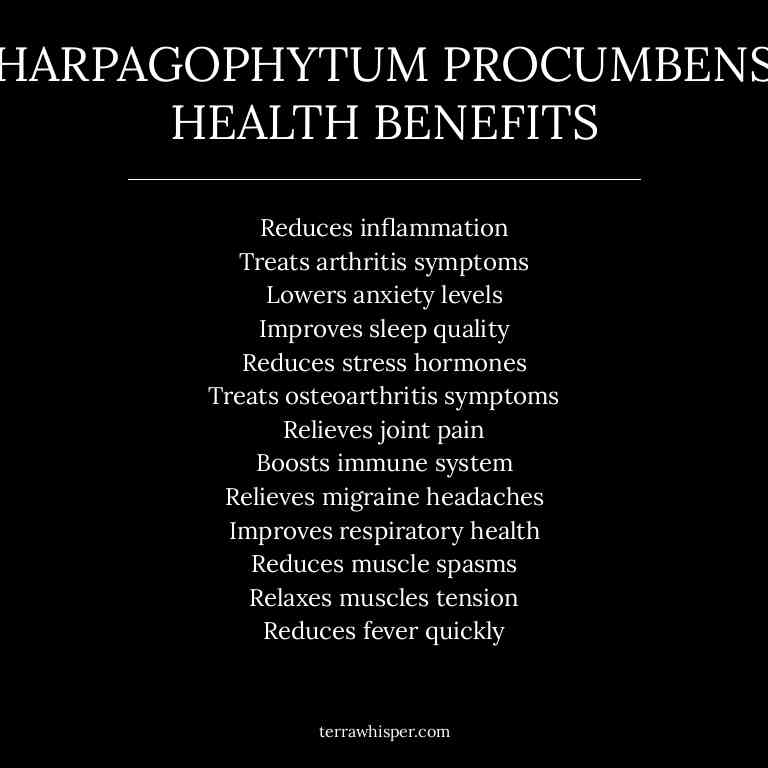 HARPAGOPHYTUM PROCUMBENS
HEALTH BENEFITS
Reduces inflammation
Treats arthritis symptoms
Lowers anxiety levels
Improves sleep quality
Reduces stress hormones
Treats osteoarthritis symptoms
Relieves joint pain
Boosts immune system
Relieves migraine headaches
Improves respiratory health
Reduces muscle spasms
Relaxes muscles tension
Reduces fever quickly
terrawhisper.com